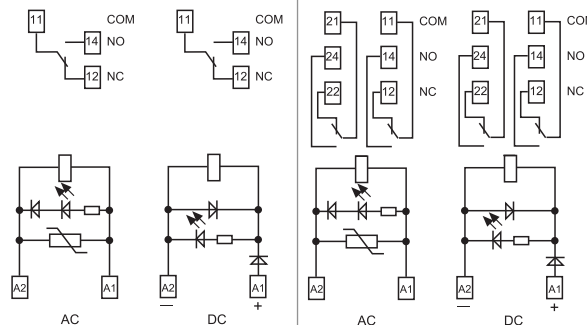 11 COM 11 COM 21 11 COM 21 11 CO
14 NO 14 NO 24 14 NO 24 14 NO
12 NC 12 NC 22 12 NC 22 12 NC
A2 A1 A2 A1 A2 A1 A2 A1
− + − +
AC DC AC DC